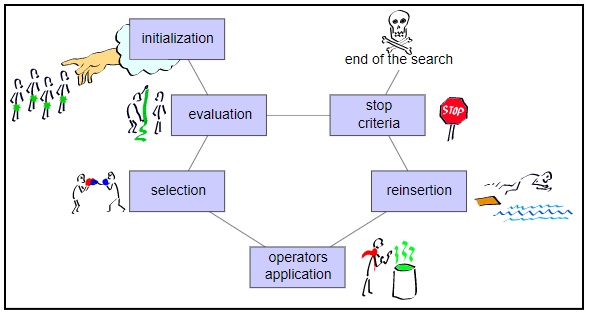 initialization
end of the search
evaluation
stop
criteria
STOP
selection
reinsertion
operators
application